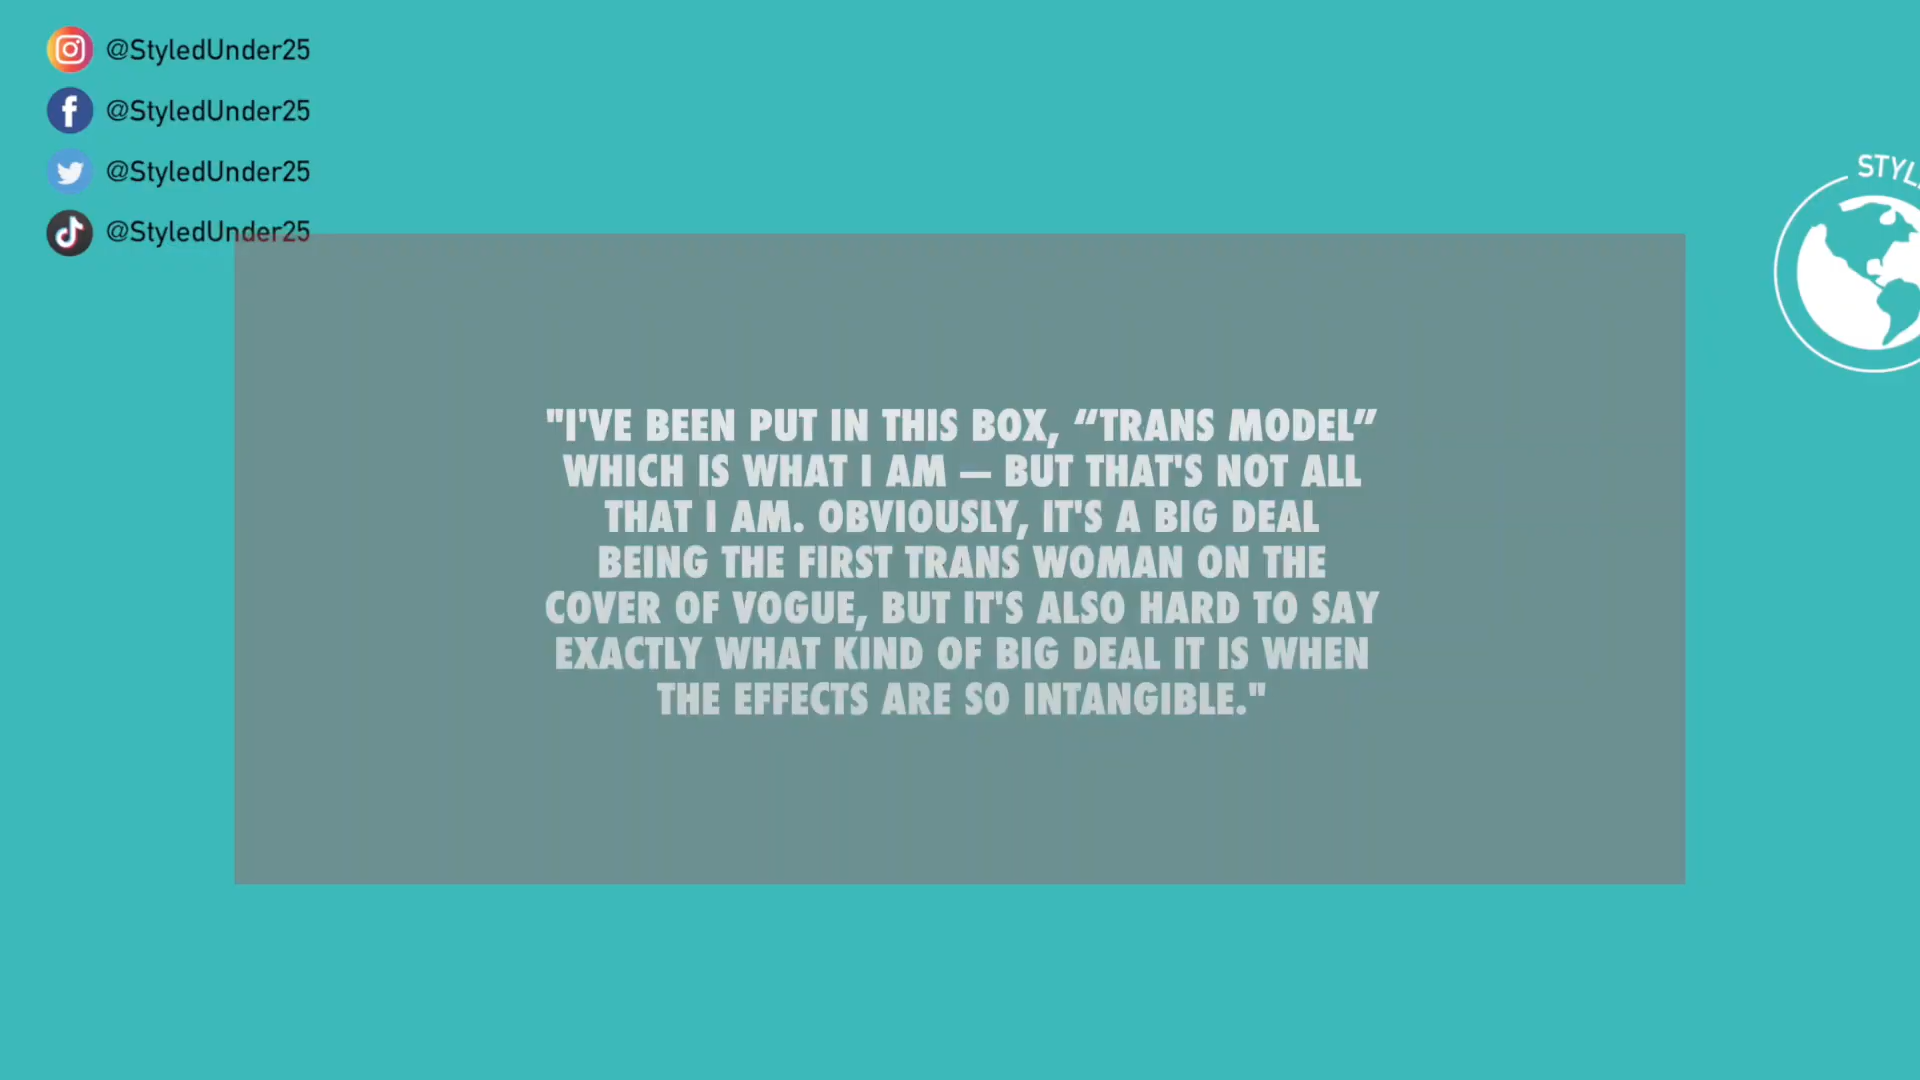 @StyledUnder25
@StyledUnder25
@StyledUnder25
@StyledUnder25
"I'VE BEEN PUT IN THIS BOX, “TRANS MODEL”
WHICH IS WHAT I AM — BUT THAT'S NOT ALL
THAT I AM. OBVIOUSLY, IT'S A BIG DEAL
BEING THE FIRST TRANS WOMAN ON THE
COVER OF VOGUE, BUT IT'S ALSO HARD TO SAY
EXACTLY WHAT KIND OF BIG DEAL IT IS WHEN
THE EFFECTS ARE SO INTANGIBLE."